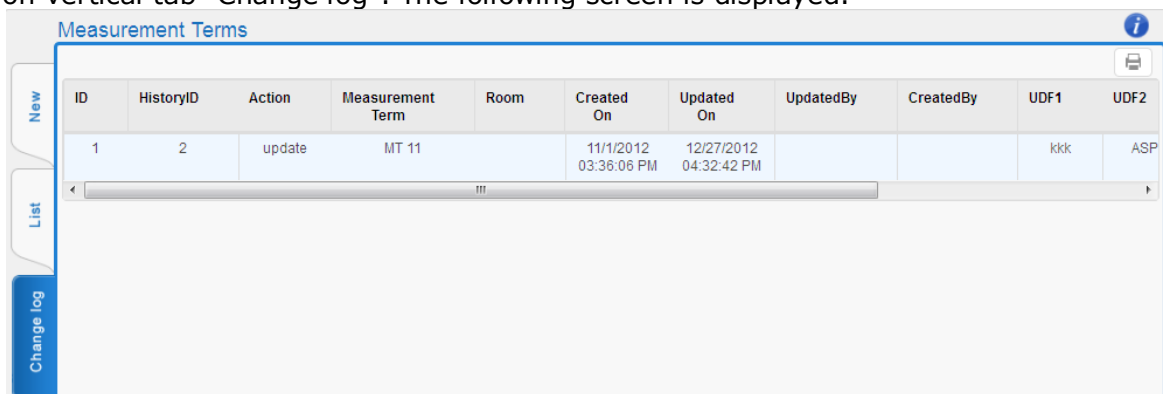 on vertical tab "Change log". The following screen is displayed:
Measurement Terms
i
New
List
Change log
ID HistoryID Action Measurement Term Room Created On Updated On UpdatedBy CreatedBy UDF1 UDF2
1 2 update MT 11 11/1/2012 03:36:06 PM 12/27/2012 04:32:42 PM kkk ASP